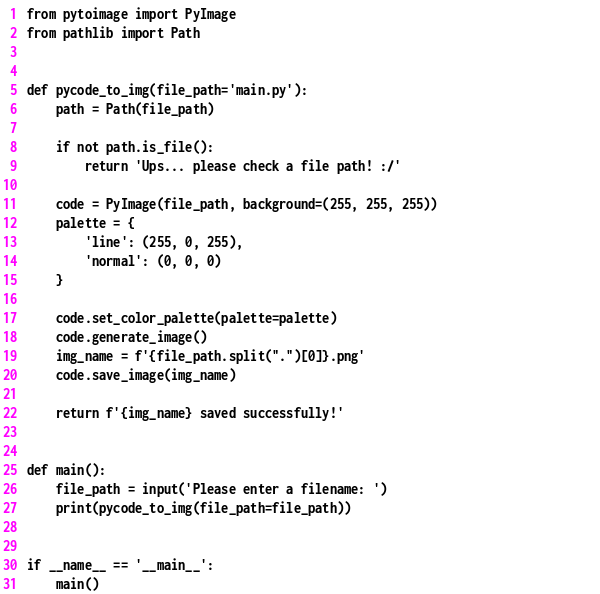 1 from pytoimage import PyImage
2 from pathlib import Path
3
4
5 def pycode_to_img(file_path='main.py'):
6     path = Path(file_path)
7
8     if not path.is_file():
9         return 'Ups... please check a file path! :/'
10
11     code = PyImage(file_path, background=(255, 255, 255))
12     palette = {
13         'line': (255, 0, 255),
14         'normal': (0, 0, 0)
15     }
16
17     code.set_color_palette(palette=palette)
18     code.generate_image()
19     img_name = f'{file_path.split(".")[0]}.png'
20     code.save_image(img_name)
21
22     return f'{img_name} saved successfully!'
23
24
25 def main():
26     file_path = input('Please enter a filename: ')
27     print(pycode_to_img(file_path=file_path))
28
29
30 if __name__ == '__main__':
31     main()